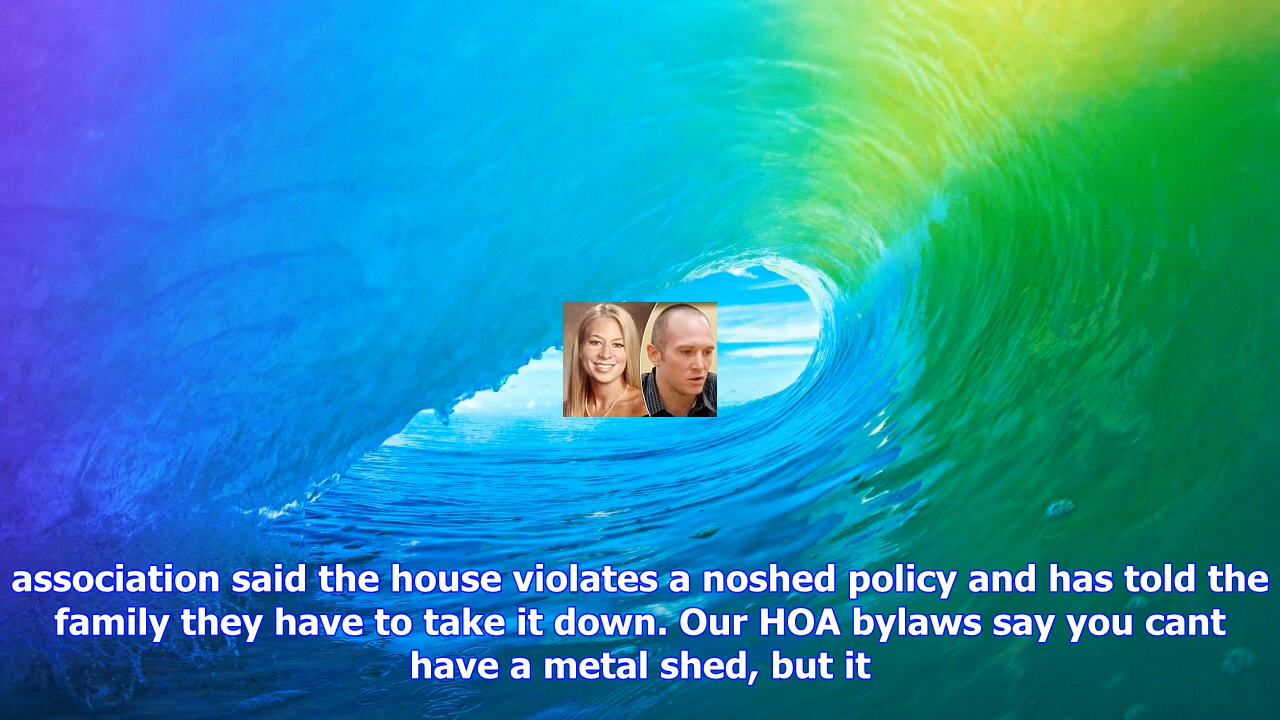 association said the house violates a noshed policy and has told the
family they have to take it down. Our HOA bylaws say you cant
have a metal shed, but it